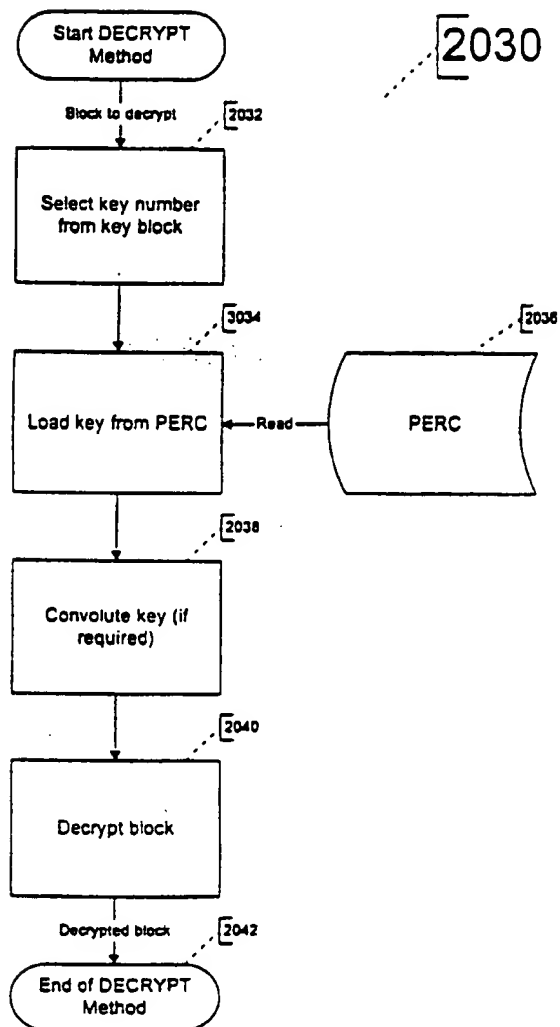 Start DECRYPT
Method
2030
Block to decrypt
2032
Select key number
from key block
3034
2036
Load key from PERC
Read
PERC
2038
Convolute key (if
required)
2040
Decrypt block
Decrypted block
2042
End of DECRYPT
Method